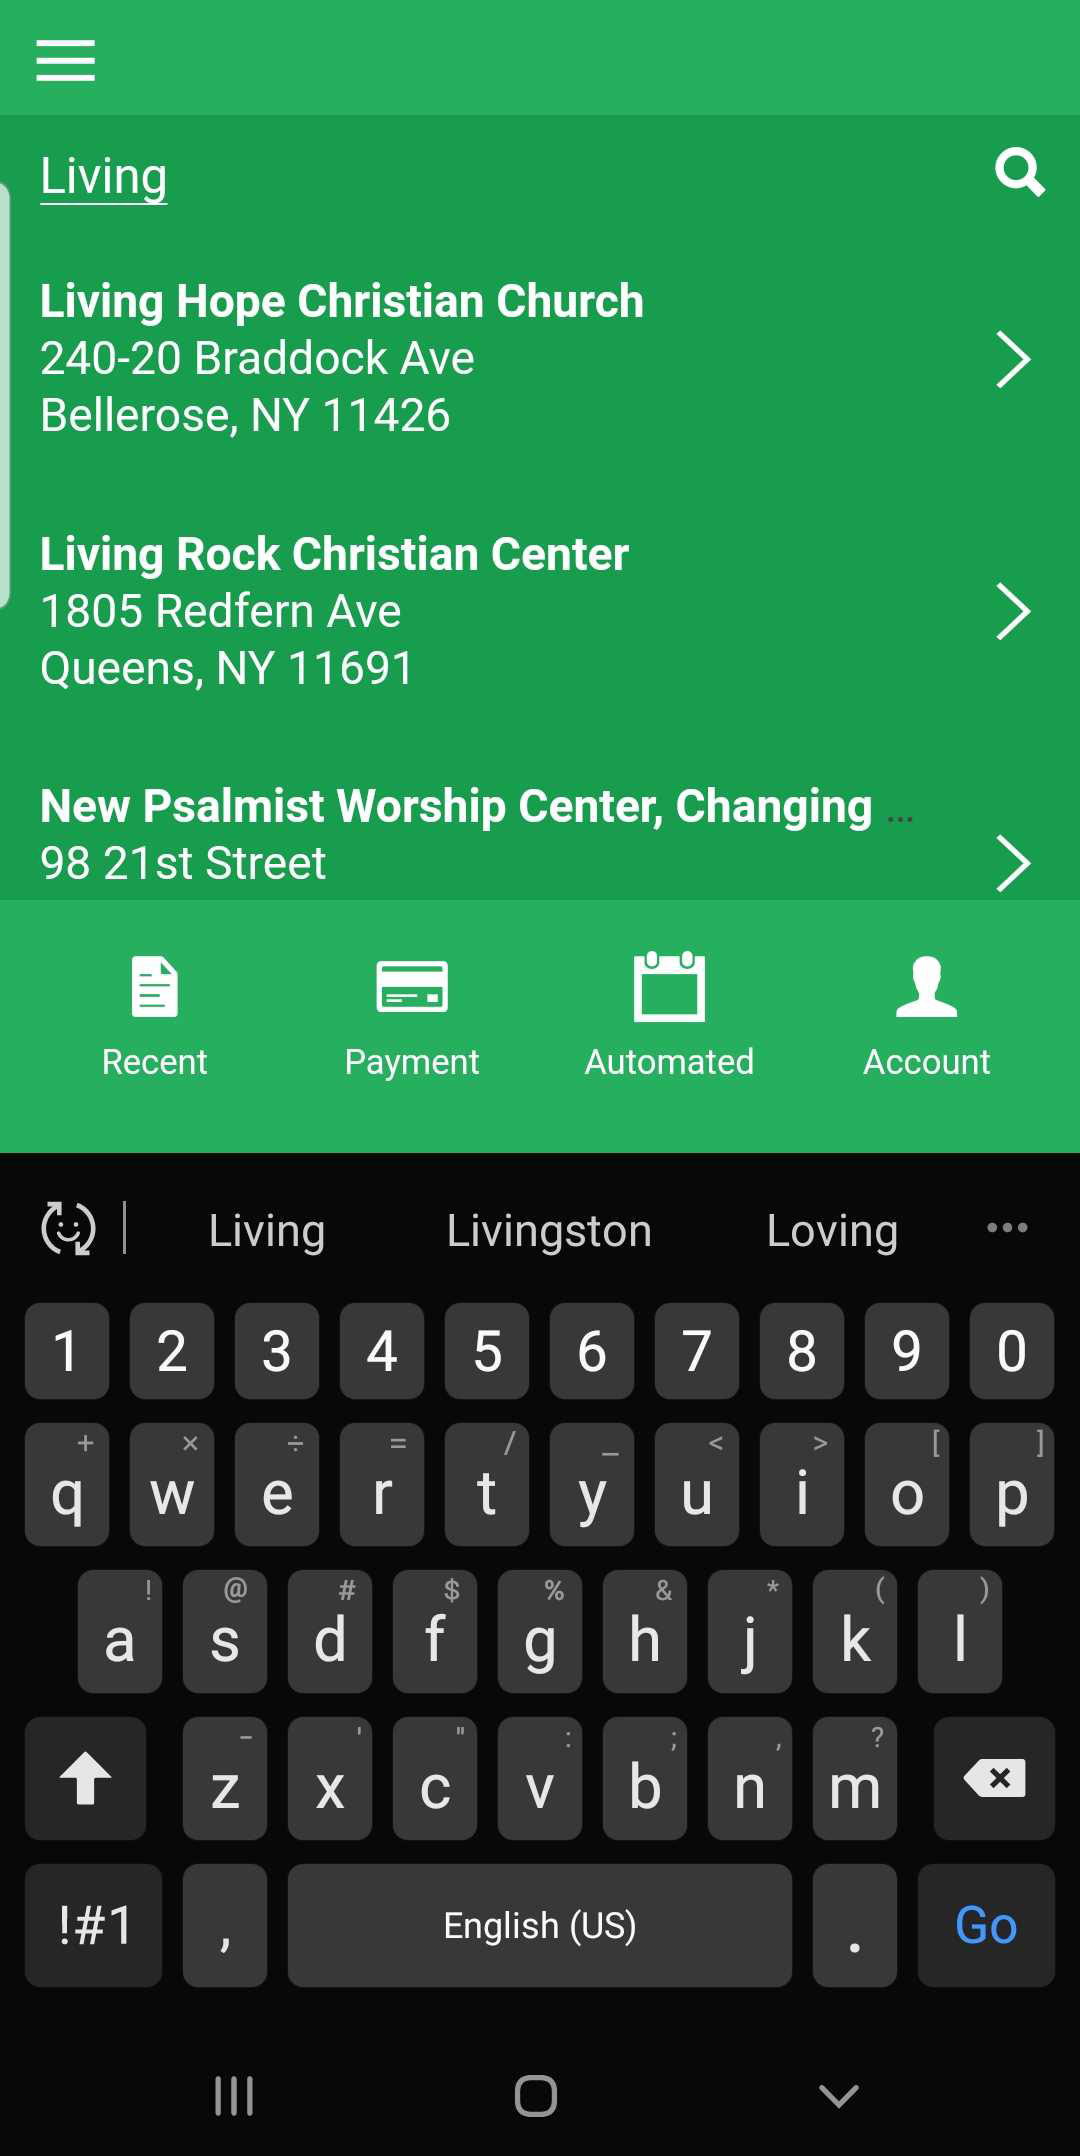 Living
Living Hope Christian Church
240-20 Braddock Ave
Bellerose, NY 11426
Living Rock Christian Center
1805 Redfern Ave
Queens, NY 11691
New Psalmist Worship Center, Changing ...
98 21st Street
Recent Payment Automated Account
Living Livingston Loving
1 2 3 4 5 6 7 8 9 0
+ × ÷ = / _ < > [ ]
q w e r t y u i o p
! @ # $ % & * ( )
a s d f g h j k l
- ' " : ; , ?
z x c v b n m
!#1 , English (US) . Go